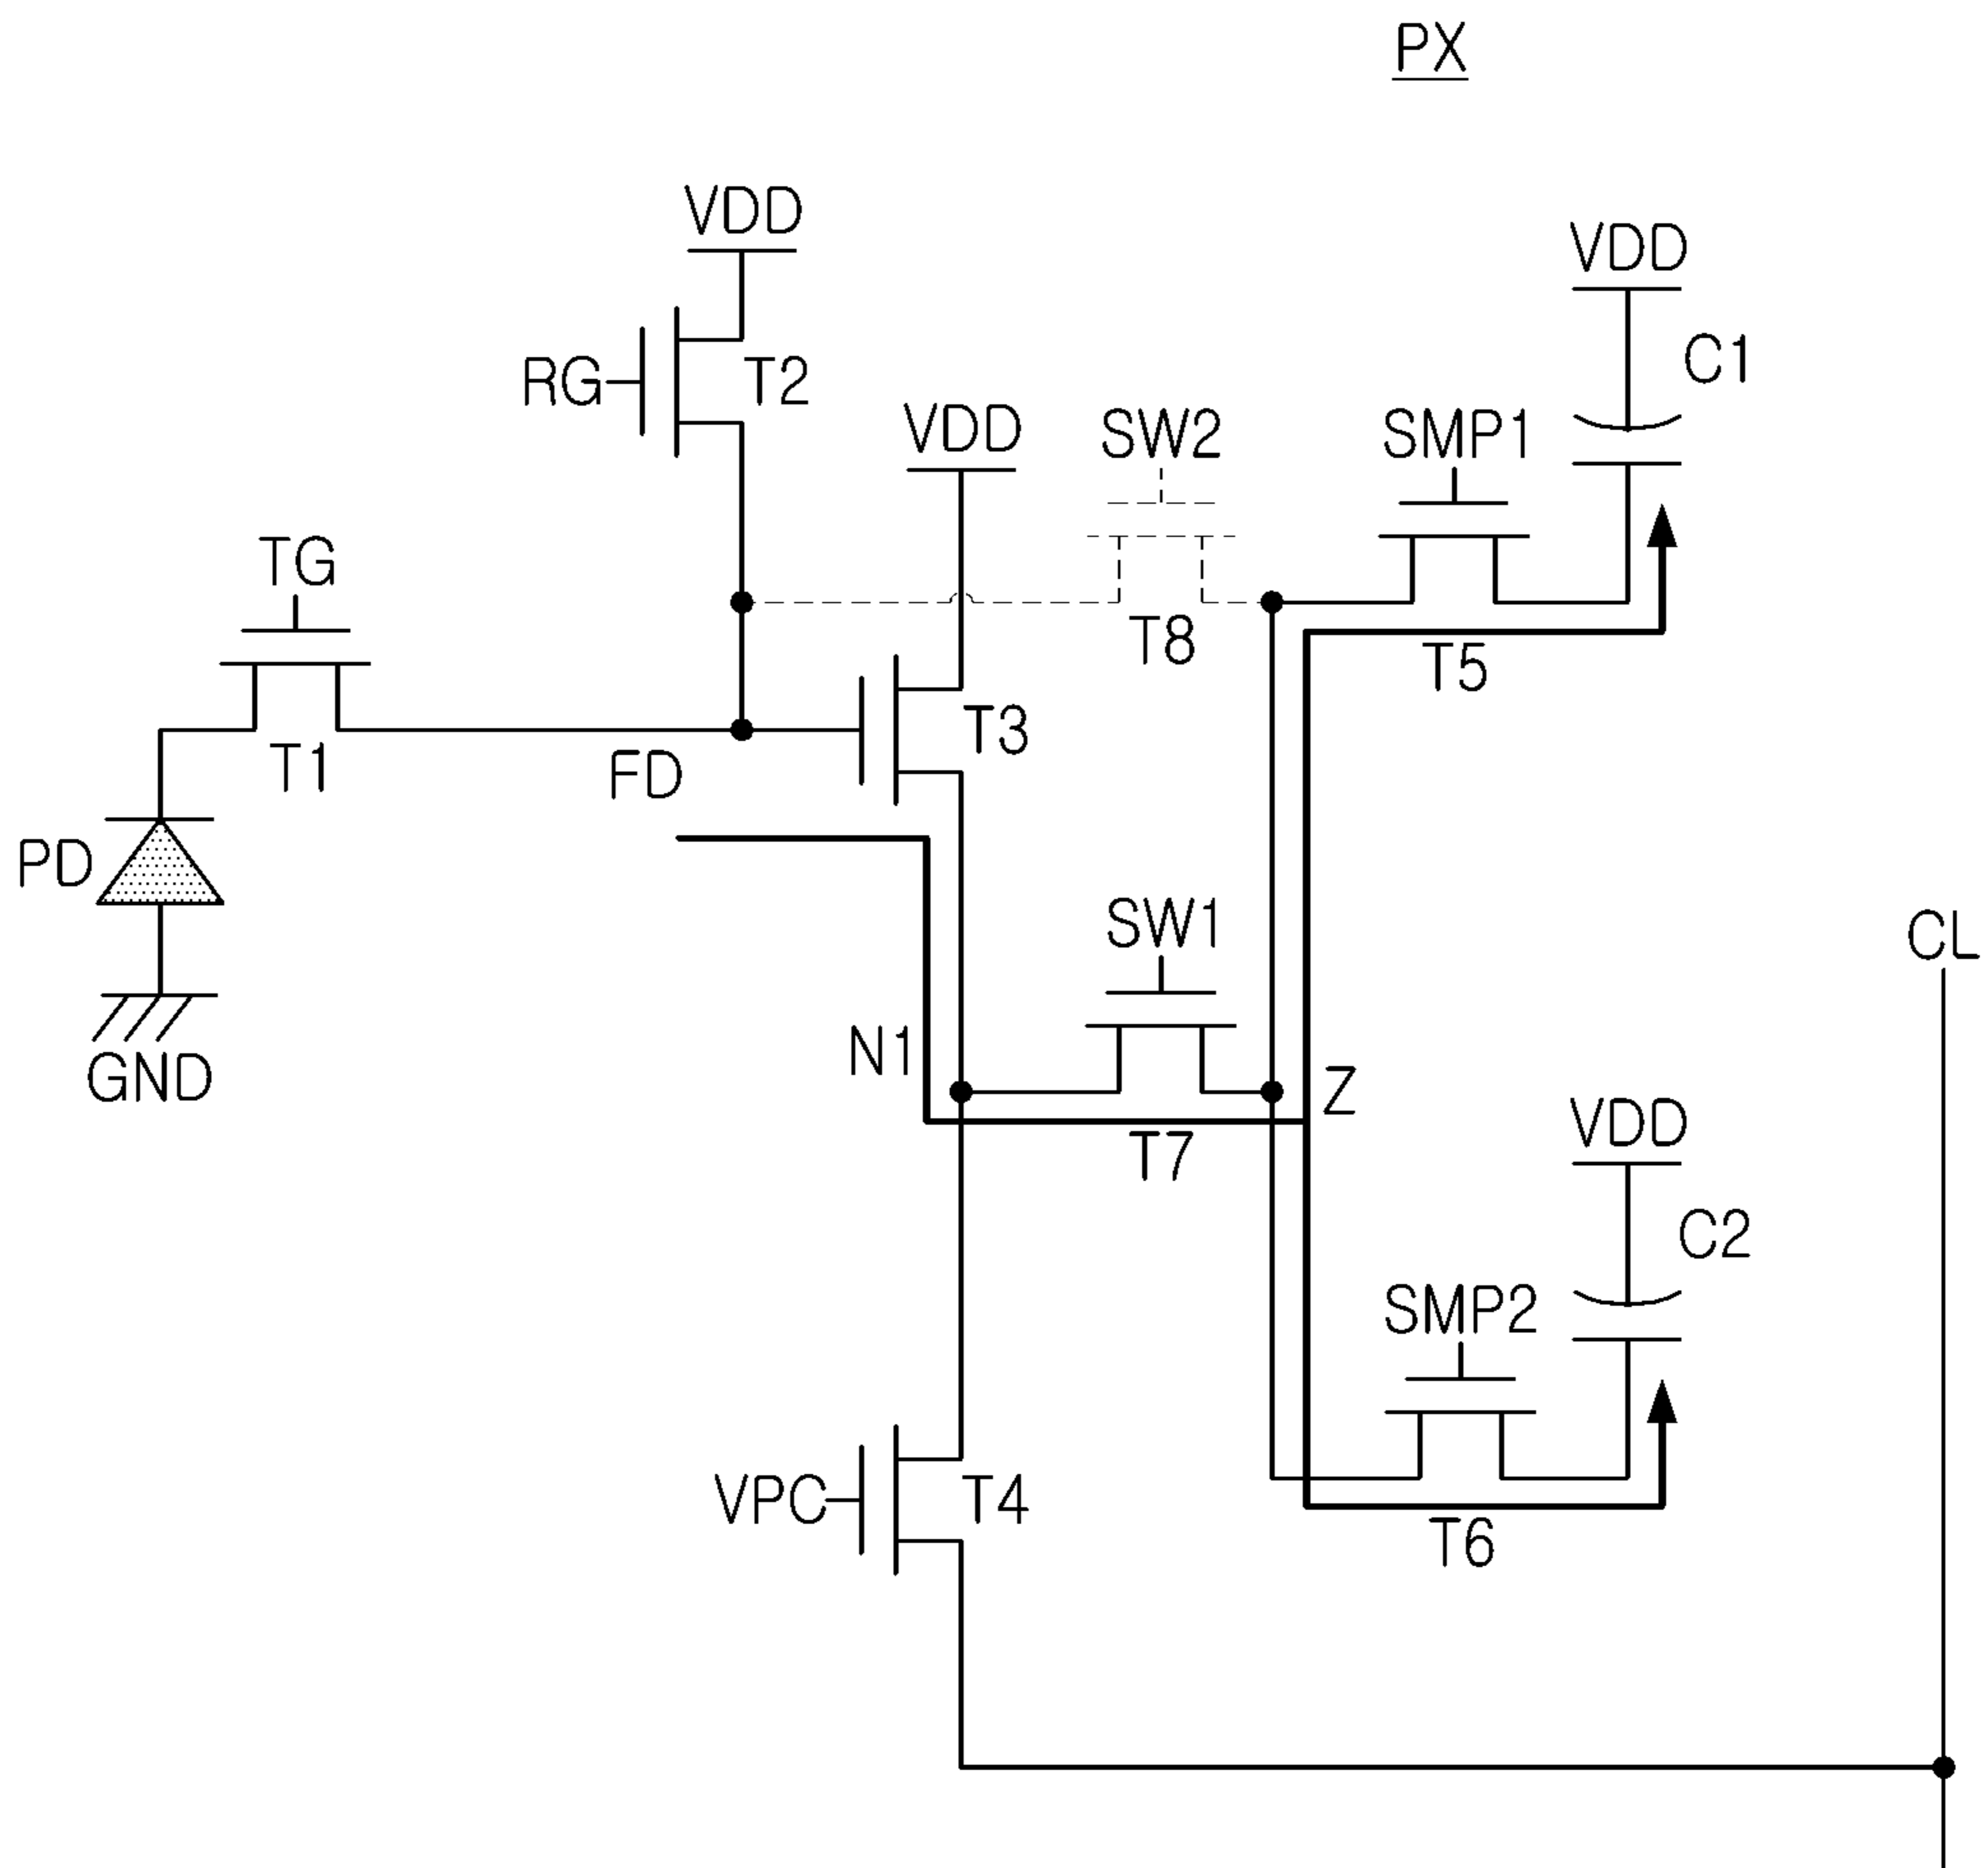 PX
VDD
VDD
C1
RG
T2
VDD
SW2
SMP1
TG
T8
T5
T3
T1
FD
PD
SW1
CL
N1
GND
Z
VDD
T7
C2
SMP2
VPC
T4
T6